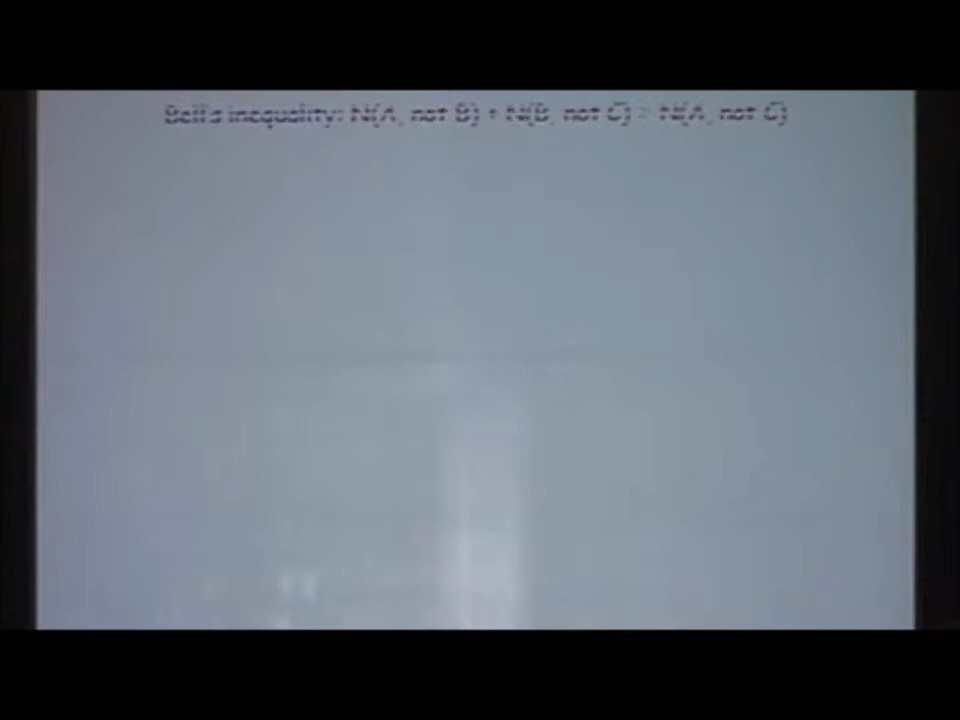 Bell's inequality: N(A, not B) + N(B, not C) > N(A, not C)